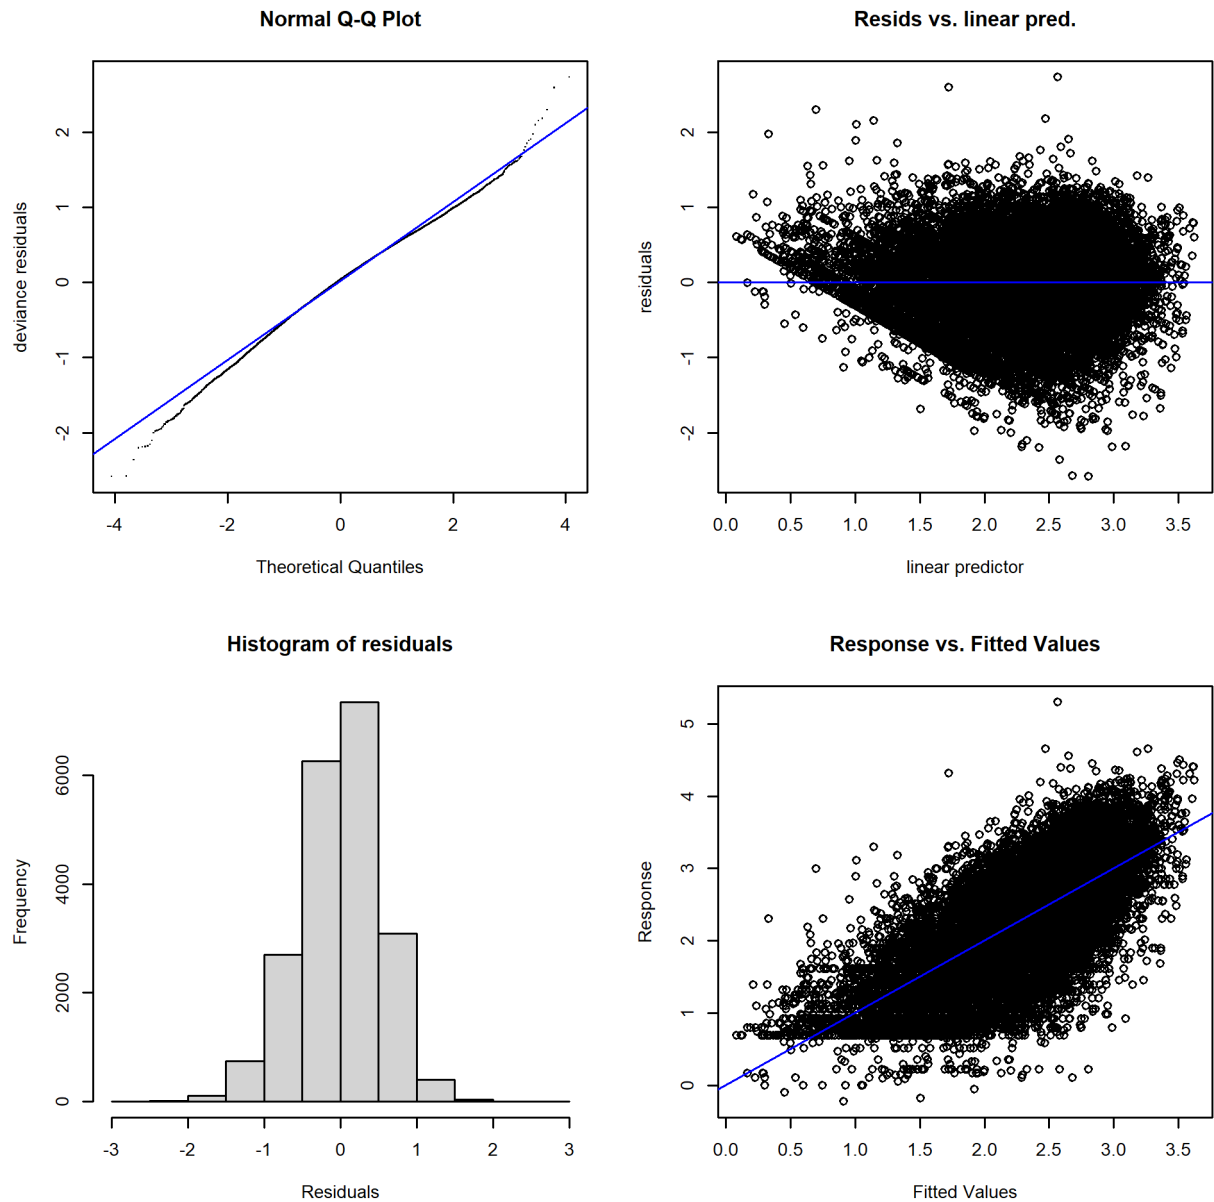 Normal Q-Q Plot
deviance residuals
2
1
0
-1
-2
-4 -2 0 2 4
Theoretical Quantiles
Resids vs. linear pred.
residuals
2
1
0
-1
-2
0.0 0.5 1.0 1.5 2.0 2.5 3.0 3.5
linear predictor
Histogram of residuals
Frequency
6000
4000
2000
0
-3 -2 -1 0 1 2 3
Residuals
Response vs. Fitted Values
Response
5
4
3
2
1
0
0.0 0.5 1.0 1.5 2.0 2.5 3.0 3.5
Fitted Values